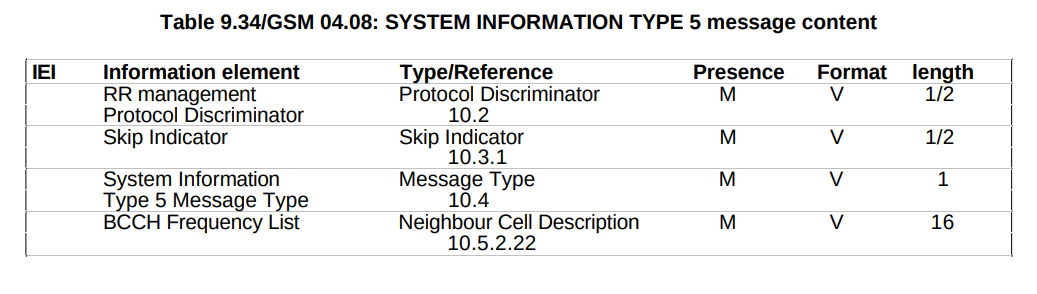 Table 9.34/GSM 04.08: SYSTEM INFORMATION TYPE 5 message content
IEI Information element Type/Reference Presence Format length
RR management Protocol Discriminator M V 1/2
Protocol Discriminator 10.2
Skip Indicator Skip Indicator M V 1/2
10.3.1
System Information Message Type M V 1
Type 5 Message Type 10.4
BCCH Frequency List Neighbour Cell Description M V 16
10.5.2.22